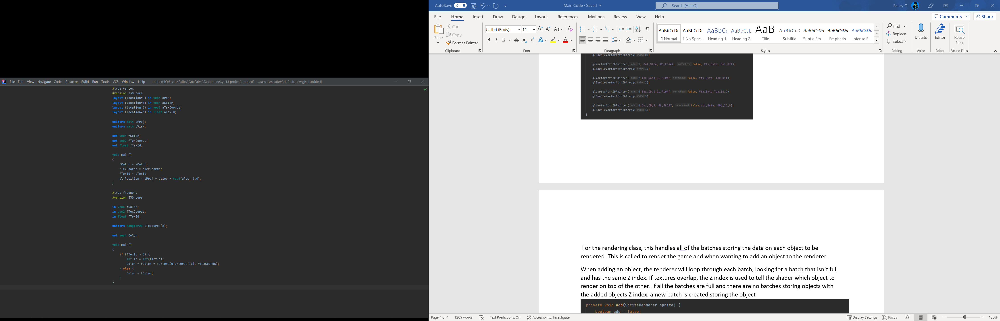 File Edit View Navigate Code Refactor Build Run Tools VCS Window Help untitled [C:\Users\Bailey\OneDrive\Documents\yr 13 project\untitled] - ...\assets\shaders\default_new.glsl [untitled]
#type vertex
#version 330 core
layout (location=0) in vec3 aPos;
layout (location=1) in vec4 aColor;
layout (location=2) in vec2 aTexCoords;
layout (location=3) in float aTexId;
uniform mat4 uProj;
uniform mat4 uView;
out vec4 fColor;
out vec2 fTexCoords;
out float fTexId;
void main()
{
fColor = aColor;
fTexCoords = aTexCoords;
fTexId = aTexId;
gl_Position = uProj * uView * vec4(aPos, 1.0);
}
#type fragment
#version 330 core
in vec4 fColor;
in vec2 fTexCoords;
in float fTexId;
uniform sampler2D uTextures[8];
out vec4 Color;
void main()
{
if (fTexId > 0) {
int Id = int(fTexId);
Color = fColor * texture(uTextures[Id], fTexCoords);
} else {
Color = fColor;
}
}
AutoSave On Main Code • Saved Search (Alt+Q) Bailey O
File Home Insert Draw Design Layout References Mailings Review View Help Comments Share
Paste Cut Copy Format Painter
Clipboard
Calibri (Body) 11 Aa
B I U ab x₂ x² A A
Font
Paragraph
AaBbCcDc AaBbCcDc AaBbCc AaBbCcE AaB AaBbCcD AaBbCcDa AaBbCcDa AaBbCcDa
¶ Normal ¶ No Spac... Heading 1 Heading 2 Title Subtitle Subtle Em... Emphasis Intense E...
Styles
Find
Replace
Select
Editing
Dictate
Voice
Editor
Editor
Reuse Files
Reuse Files
glEnableVertexAttribArray( index: 0);
glVertexAttribPointer( index: 1, Col_Size, GL_FLOAT, normalized: false, Vtx_Byte, Col_Off);
glEnableVertexAttribArray( index: 1);
glVertexAttribPointer( index: 2,Tex_Cood,GL_FLOAT, normalized: false, Vtx_Byte, Tex_Off);
glEnableVertexAttribArray( index: 2);
glVertexAttribPointer( index: 3,Tex_ID_S,GL_FLOAT, normalized: false, Vtx_Byte,Tex_ID_O);
glEnableVertexAttribArray( index: 3);
glVertexAttribPointer( index: 4,Obj_ID_S, GL_FLOAT, normalized: false,Vtx_Byte, Obj_ID_O);
glEnableVertexAttribArray( index: 4);
}
For the rendering class, this handles all of the batches storing the data on each object to be
rendered. This is called to render the game and when wanting to add an object to the renderer.
When adding an object, the renderer will loop through each batch, looking for a batch that isn't full
and has the same Z index. If textures overlap, the Z index is used to tell the shader which object to
render on top of the other. If all the batches are full and there are no batches storing objects with
the added objects Z index, a new batch is created storing the object
private void add(SpriteRenderer sprite) {
boolean add = false;
Page 4 of 4 1209 words Text Predictions: On Accessibility: Investigate Display Settings Focus 130%